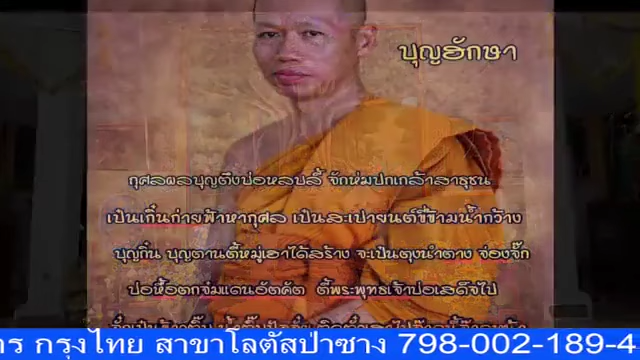 บุญฮักษา
กุศลผลบุญตึงบ่อหลบลี้ จักห่มปกเกล้าสาธุชน
เป็นเกิ๋นก่ายฟ้าหากุศล เป็นสะเปายนต์ขี่ข้ามน้ำกว้าง
บุญกิ๋น บุญตานตี้หมู่เฮาได้สร้าง จะเป็นตุงนำตาง จ่องจั๊ก
บ่อหื้อตกจ๋มแดนอัตคัต ตี้พระพุทธเจ้าบ่อเสด็จไป
าร กรุงไทย สาขาโลตัสป่าซาง 798-002-189-4